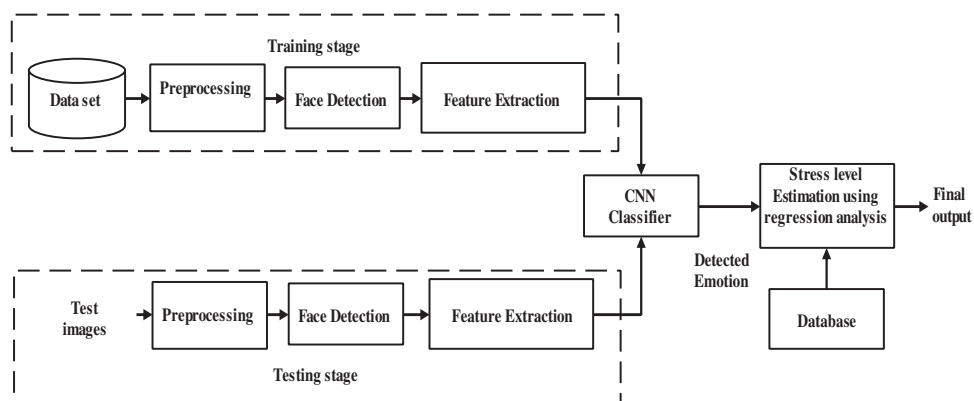 Training stage
Data set
Preprocessing
Face Detection
Feature Extraction
CNN
Classifier
Stress level
Estimation using
regression analysis
Final
output
Detected
Emotion
Database
Test
images
Preprocessing
Face Detection
Feature Extraction
Testing stage